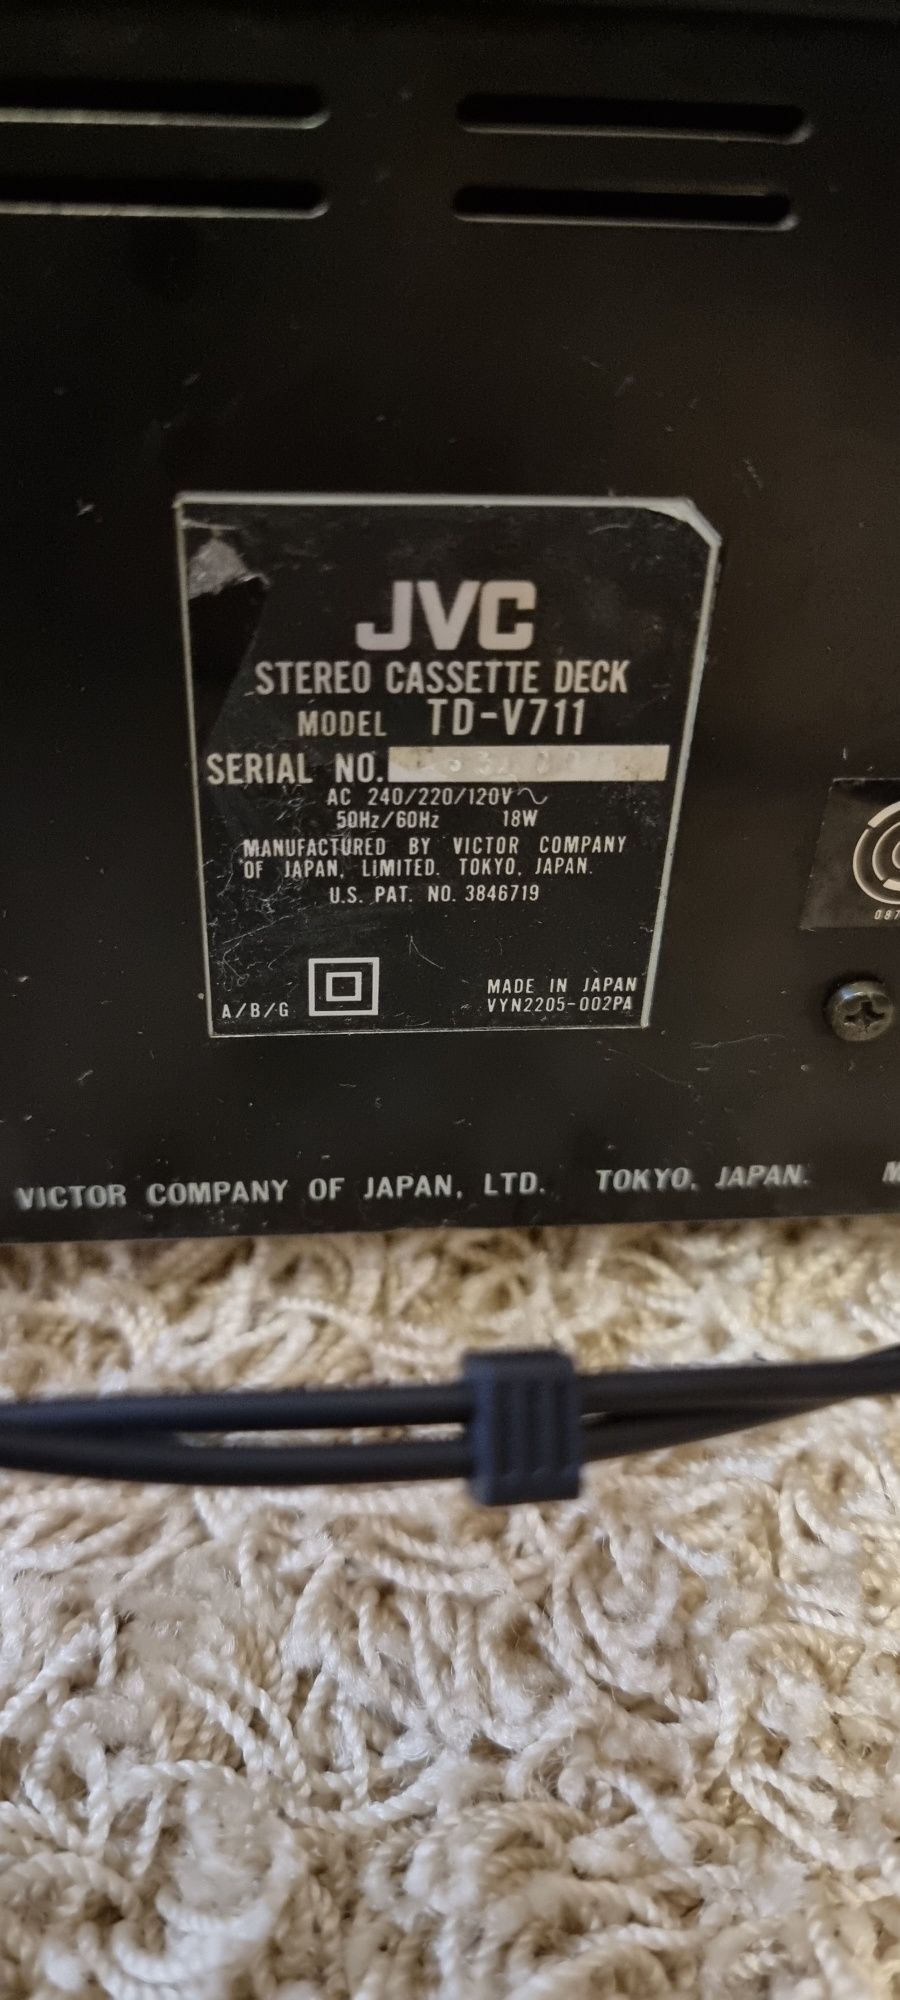 JVC
STEREO CASSETTE DECK
MODEL TD-V711
SERIAL NO.
AC 240/220/120V~
50Hz/60Hz 18W
MANUFACTURED BY VICTOR COMPANY
OF JAPAN, LIMITED. TOKYO, JAPAN.
U.S. PAT. NO. 3846719
A/B/G
MADE IN JAPAN
VYN2205-002PA
087
VICTOR COMPANY OF JAPAN, LTD. TOKYO, JAPAN. M